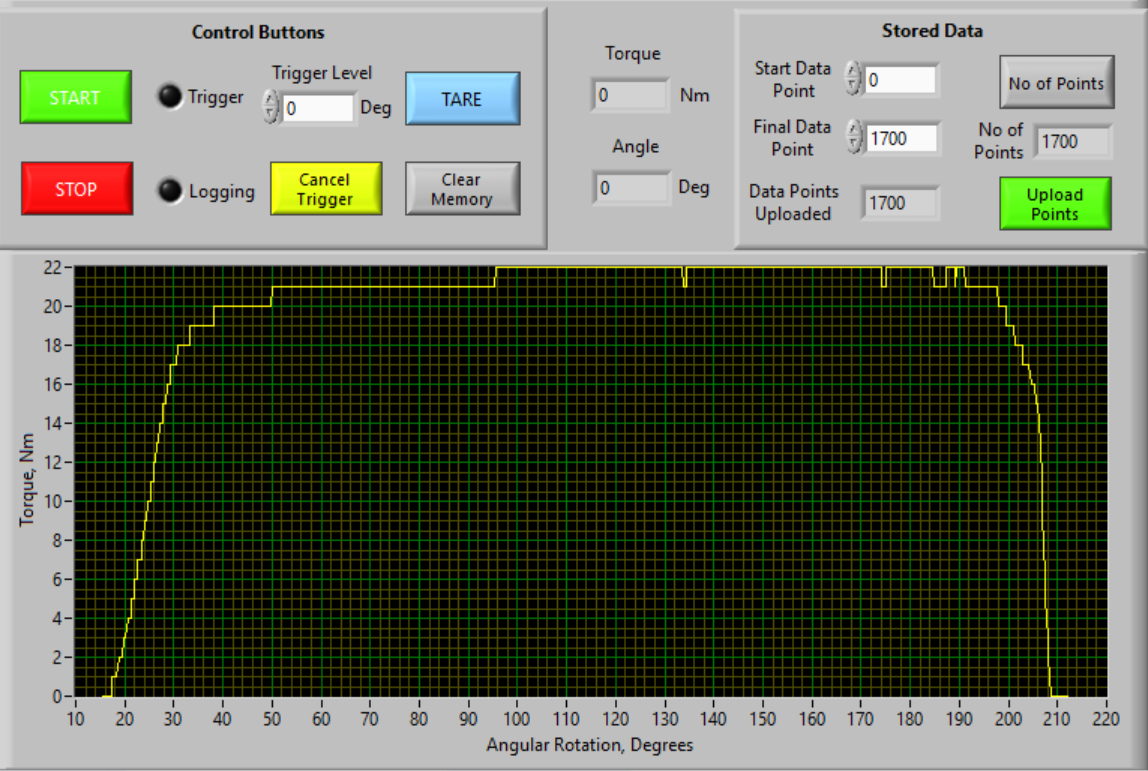 Control Buttons
START
Trigger
Trigger Level
0
Deg
TARE
STOP
Logging
Cancel
Trigger
Clear
Memory
Torque
0
Nm
Angle
0
Deg
Stored Data
Start Data
Point
0
No of Points
Final Data
Point
1700
No of
Points
1700
Data Points
Uploaded
1700
Upload
Points
Torque, Nm
22
20
18
16
14
12
10
8
6
4
2
0
10 20 30 40 50 60 70 80 90 100 110 120 130 140 150 160 170 180 190 200 210 220
Angular Rotation, Degrees